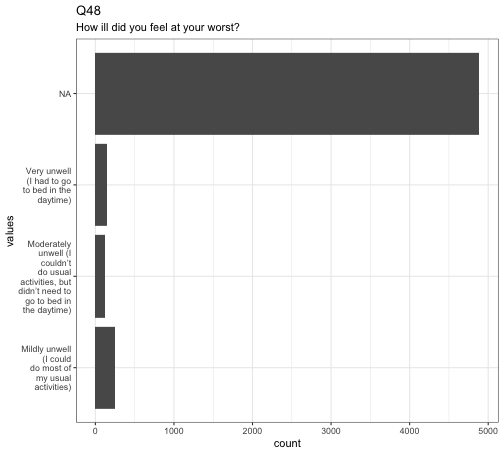 Q48
How ill did you feel at your worst?
NA
Very unwell
(I had to go
to bed in the
daytime)
Moderately
unwell (I
couldn't
do usual
activities, but
didn't need to
go to bed in
the daytime)
Mildly unwell
(I could
do most of
my usual
activities)
values
0 1000 2000 3000 4000 5000
count